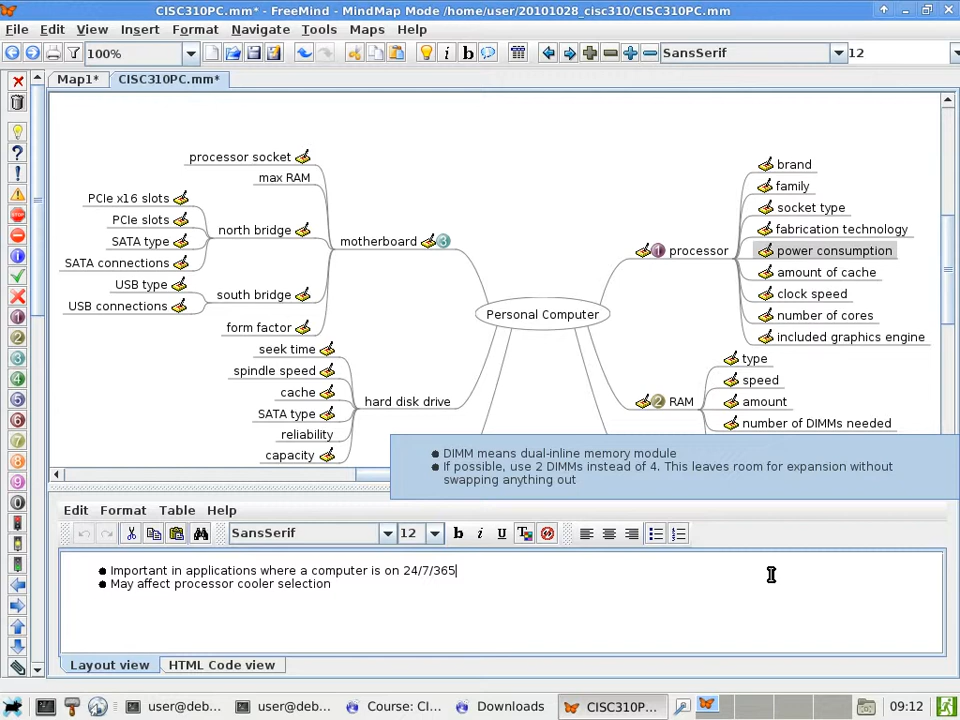 CISC310PC.mm* - FreeMind - MindMap Mode /home/user/20101028_cisc310/CISC310PC.mm
File Edit View Insert Format Navigate Tools Maps Help
100% SansSerif 12
Map1* CISC310PC.mm*
processor socket
max RAM
PCIe x16 slots
PCIe slots
north bridge
SATA type
SATA connections
motherboard
USB type
south bridge
USB connections
form factor
seek time
spindle speed
cache
hard disk drive
SATA type
reliability
capacity
Personal Computer
brand
family
socket type
fabrication technology
processor
power consumption
amount of cache
clock speed
number of cores
included graphics engine
type
speed
RAM
amount
number of DIMMs needed
DIMM means dual-inline memory module
If possible, use 2 DIMMs instead of 4. This leaves room for expansion without
swapping anything out
Edit Format Table Help
SansSerif 12 b i U
Important in applications where a computer is on 24/7/365
May affect processor cooler selection
Layout view HTML Code view
user@deb... user@deb... Course: CI... Downloads CISC310P... 09:12